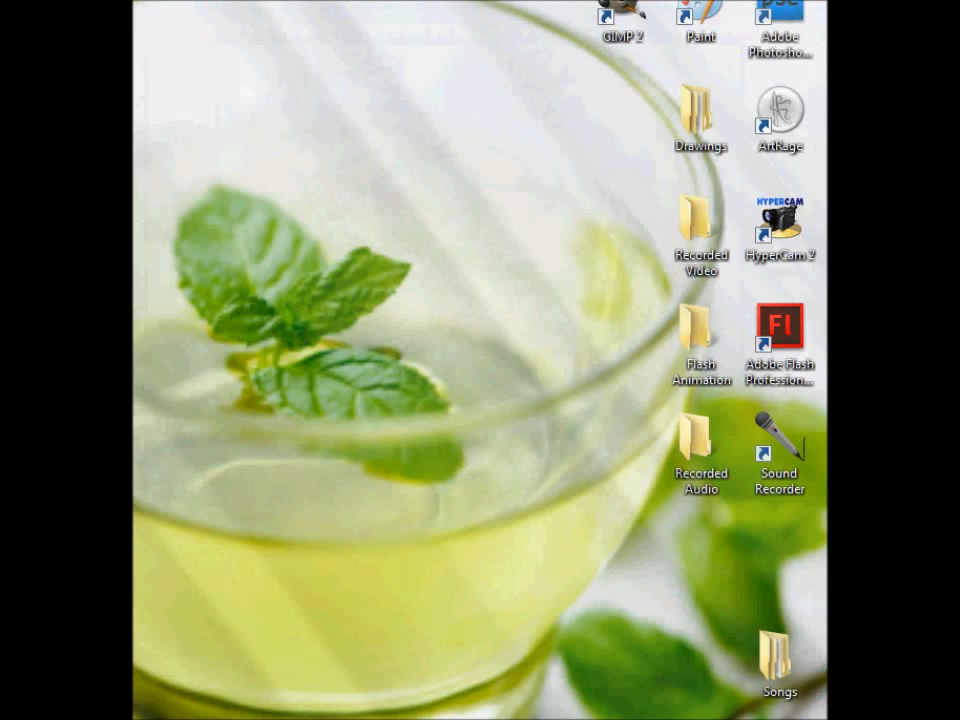 GIMP 2
Paint
Adobe
Photosho...
Drawings
ArtRage
Recorded
Video
HYPERCAM
HyperCam 2
Flash
Animation
Fl
Adobe Flash
Profession...
Recorded
Audio
Sound
Recorder
Songs